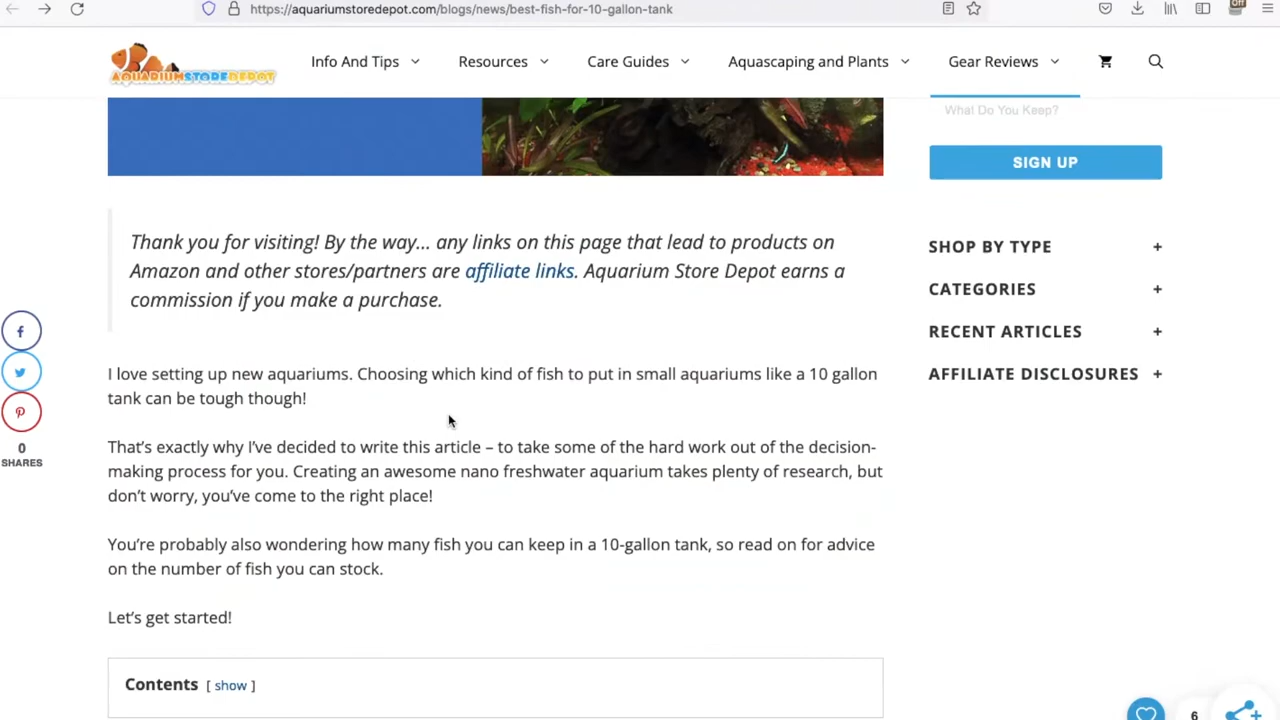 https://aquariumstoredepot.com/blogs/news/best-fish-for-10-gallon-tank
Off
AQUARIUMSTOREDEPOT
Info And Tips
Resources
Care Guides
Aquascaping and Plants
Gear Reviews
What Do You Keep?
SIGN UP
Thank you for visiting! By the way… any links on this page that lead to products on
Amazon and other stores/partners are affiliate links. Aquarium Store Depot earns a
commission if you make a purchase.
SHOP BY TYPE +
CATEGORIES +
RECENT ARTICLES +
AFFILIATE DISCLOSURES +
0
SHARES
I love setting up new aquariums. Choosing which kind of fish to put in small aquariums like a 10 gallon
tank can be tough though!
That’s exactly why I’ve decided to write this article – to take some of the hard work out of the decision-
making process for you. Creating an awesome nano freshwater aquarium takes plenty of research, but
don’t worry, you’ve come to the right place!
You’re probably also wondering how many fish you can keep in a 10-gallon tank, so read on for advice
on the number of fish you can stock.
Let’s get started!
Contents [ show ]
6